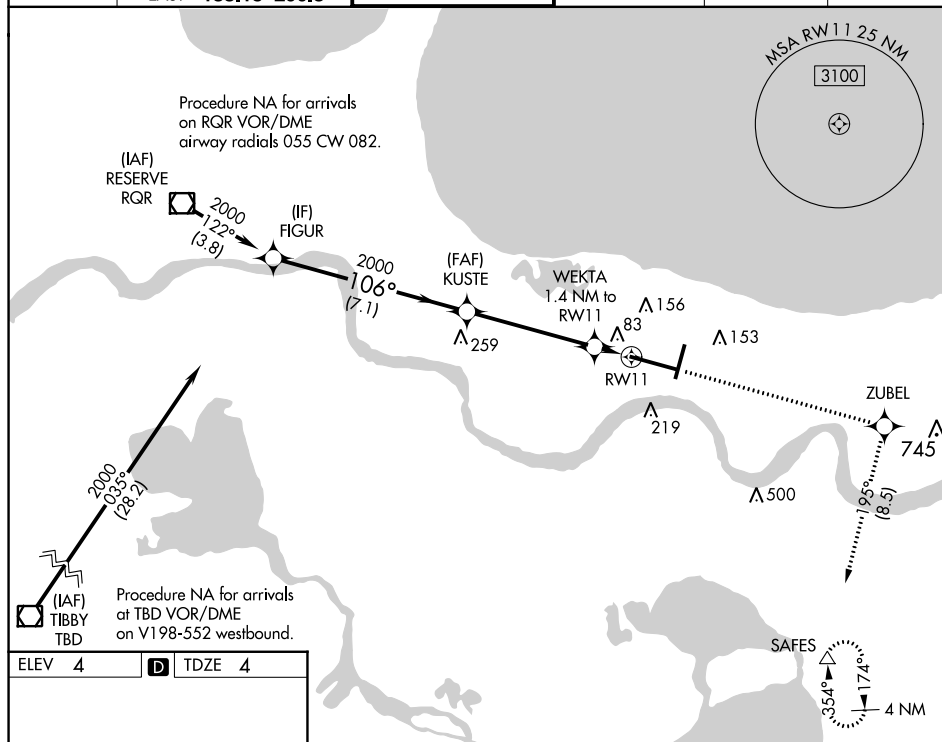 MSA RW11 25 NM
3100
Procedure NA for arrivals
on RQR VOR/DME
airway radials 055 CW 082.
(IAF)
RESERVE
RQR
2000
122°
(3.8)
(IF)
FIGUR
2000
106°
(7.1)
(FAF)
KUSTE
259
WEKTA
1.4 NM to
RW11
83
156
153
RW11
219
500
ZUBEL
745
195°
(8.5)
2000
035°
(28.2)
(IAF)
TIBBY
TBD
Procedure NA for arrivals
at TBD VOR/DME
on V198-552 westbound.
SAFES
354°
174°
4 NM
ELEV 4 D TDZE 4